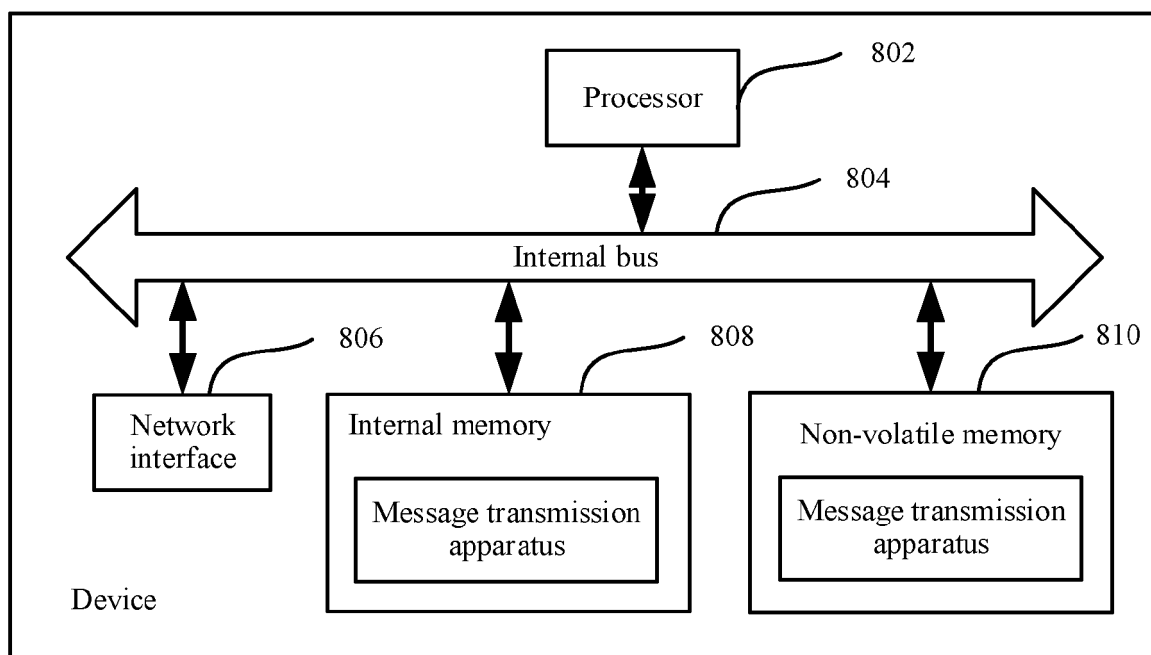 802
Processor
804
Internal bus
806
808
810
Network
interface
Internal memory
Non-volatile memory
Message transmission
apparatus
Message transmission
apparatus
Device